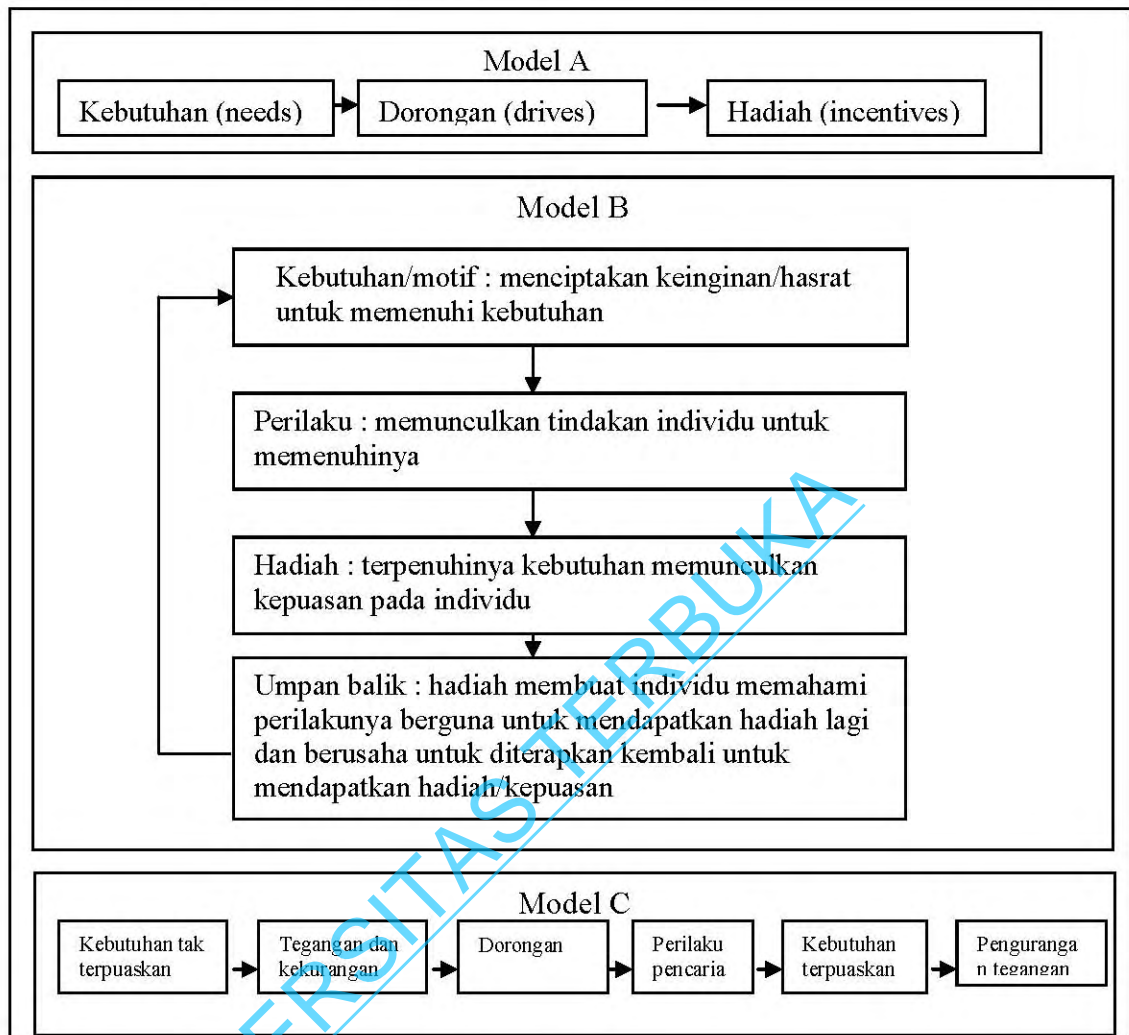 Model A
Kebutuhan (needs)
Dorongan (drives)
Hadiah (incentives)
Model B
Kebutuhan/motif : menciptakan keinginan/hasrat
untuk memenuhi kebutuhan
Perilaku : memunculkan tindakan individu untuk
memenuhinya
Hadiah : terpenuhinya kebutuhan memunculkan
kepuasan pada individu
Umpan balik : hadiah membuat individu memahami
perilakunya berguna untuk mendapatkan hadiah lagi
dan berusaha untuk diterapkan kembali untuk
mendapatkan hadiah/kepuasan
Model C
Kebutuhan tak
terpuaskan
Tegangan dan
kekurangan
Dorongan
Perilaku
pencaria
Kebutuhan
terpuaskan
Penguranga
n tegangan
ERSITAS TERBUKA